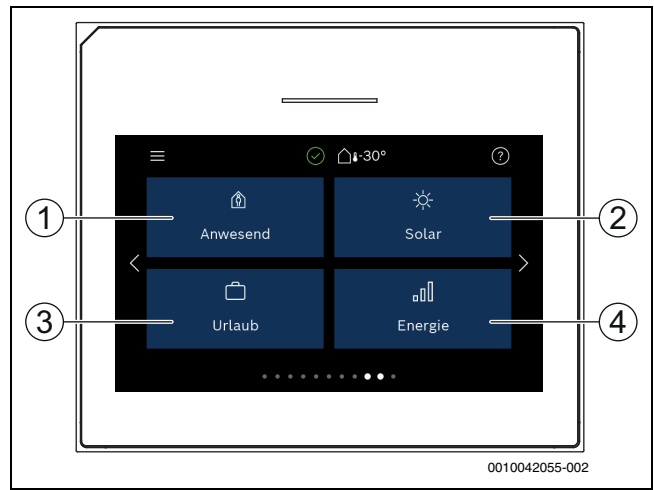 -30°
?
1
Anwesend
Solar
2
3
Urlaub
Energie
4
0010042055-002